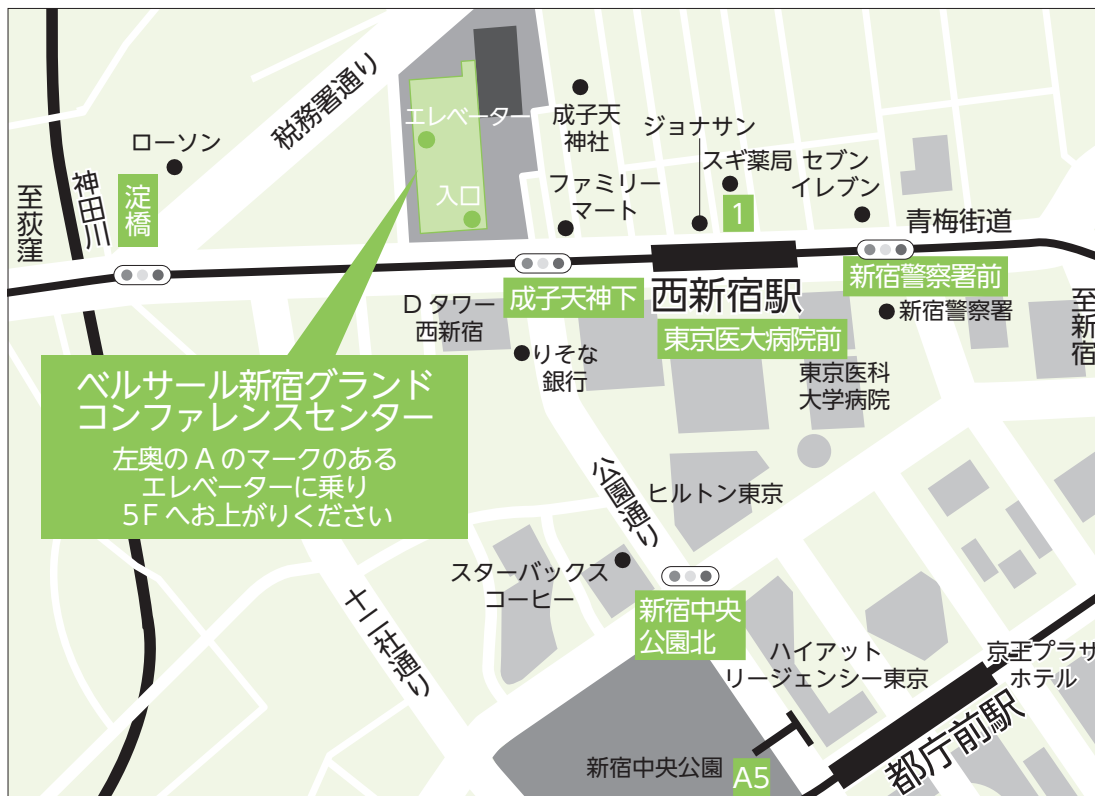 税務署通り
ローソン
至荻窪
神田川
淀橋
エレベーター
入口
成子天
神社
ジョナサン
スギ薬局
セブン
イレブン
ファミリー
マート
1
青梅街道
成子天神下
西新宿駅
新宿警察署前
新宿警察署
至新宿
東京医大病院前
Dタワー
西新宿
りそな
銀行
東京医科
大学病院
ベルサール新宿グランド
コンファレンスセンター
左奥の A のマークのある
エレベーターに乗り
5F へお上がりください
公園通り
ヒルトン東京
スターバックス
コーヒー
十二社通り
新宿中央
公園北
ハイアット
リージェンシー東京
京王プラザ
ホテル
都庁前駅
新宿中央公園
A5